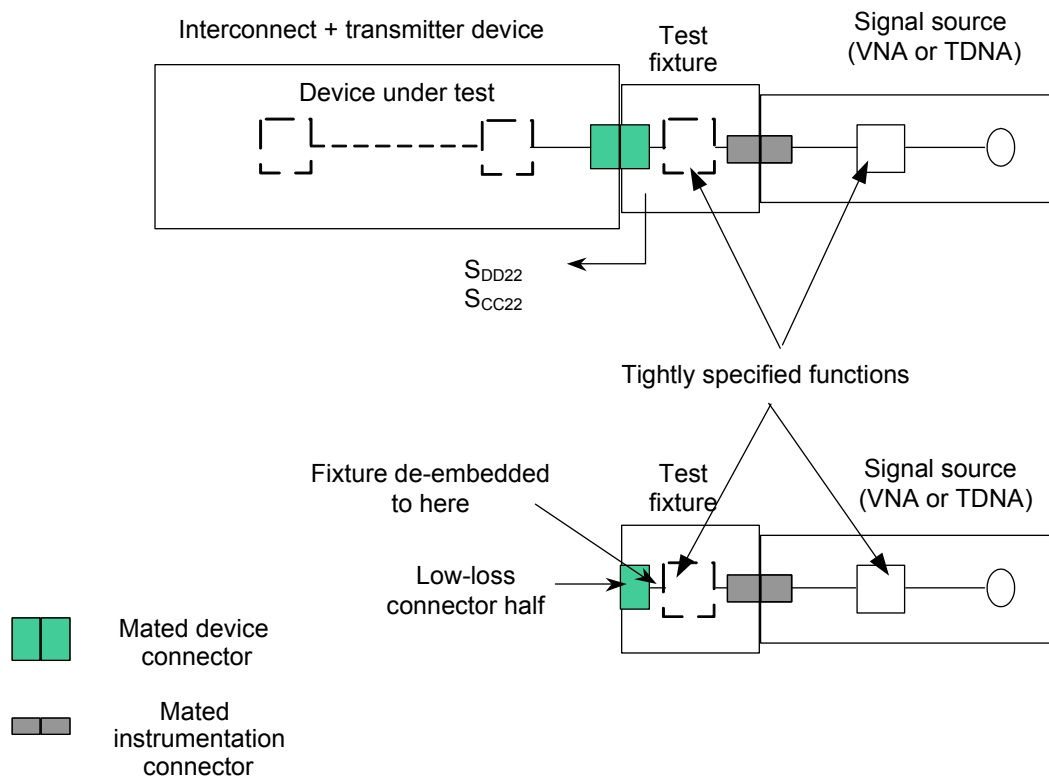 Interconnect + transmitter device
Test
fixture
Signal source
(VNA or TDNA)
Device under test
SDD22
SCC22
Tightly specified functions
Fixture de-embedded
to here
Test
fixture
Signal source
(VNA or TDNA)
Low-loss
connector half
Mated device
connector
Mated
instrumentation
connector